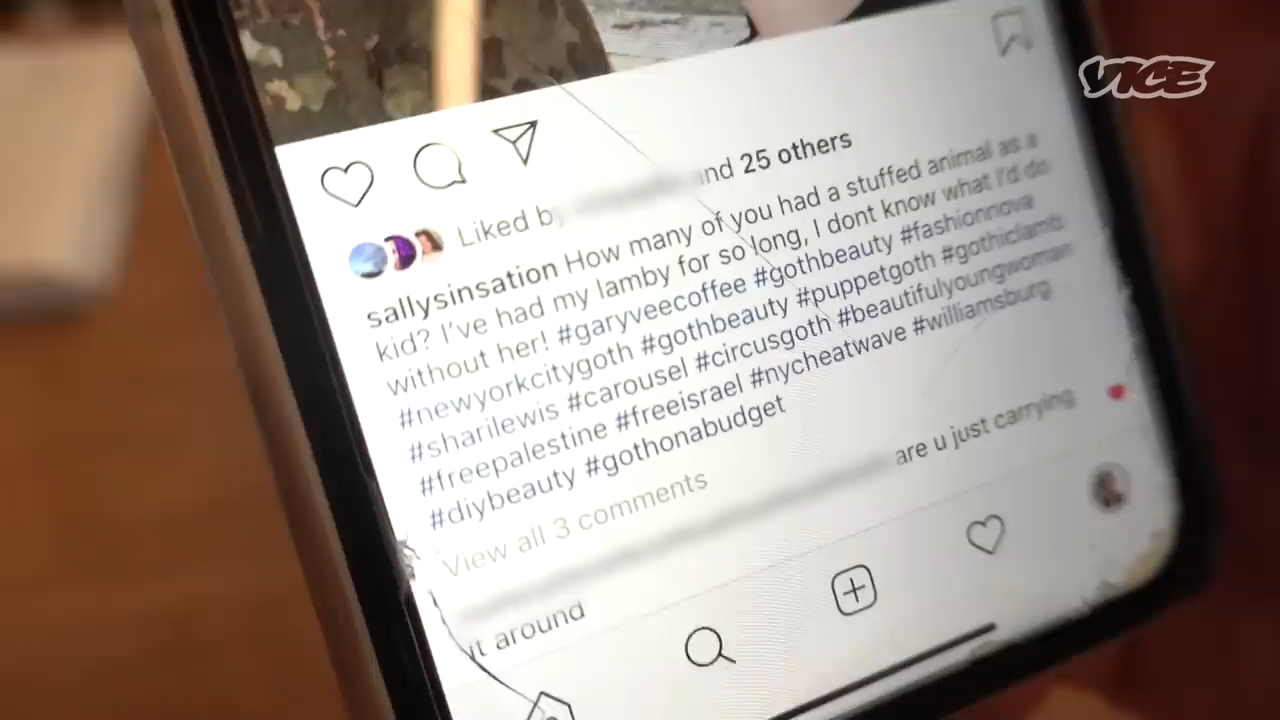 VICE
Liked by and 25 others
sallysinsation How many of you had a stuffed animal as a
kid? I've had my lamby for so long, I dont know what I'd do
without her! #garyveecoffee #gothbeauty #fashionnova
#newyorkcitygoth #gothbeauty #puppetgoth #gothiclamb
#sharilewis #carousel #circusgoth #beautifulyoungwoman
#freepalestine #freeisrael #nycheatwave #williamsburg
#diybeauty #gothonabudget
View all 3 comments
are u just carrying
it around